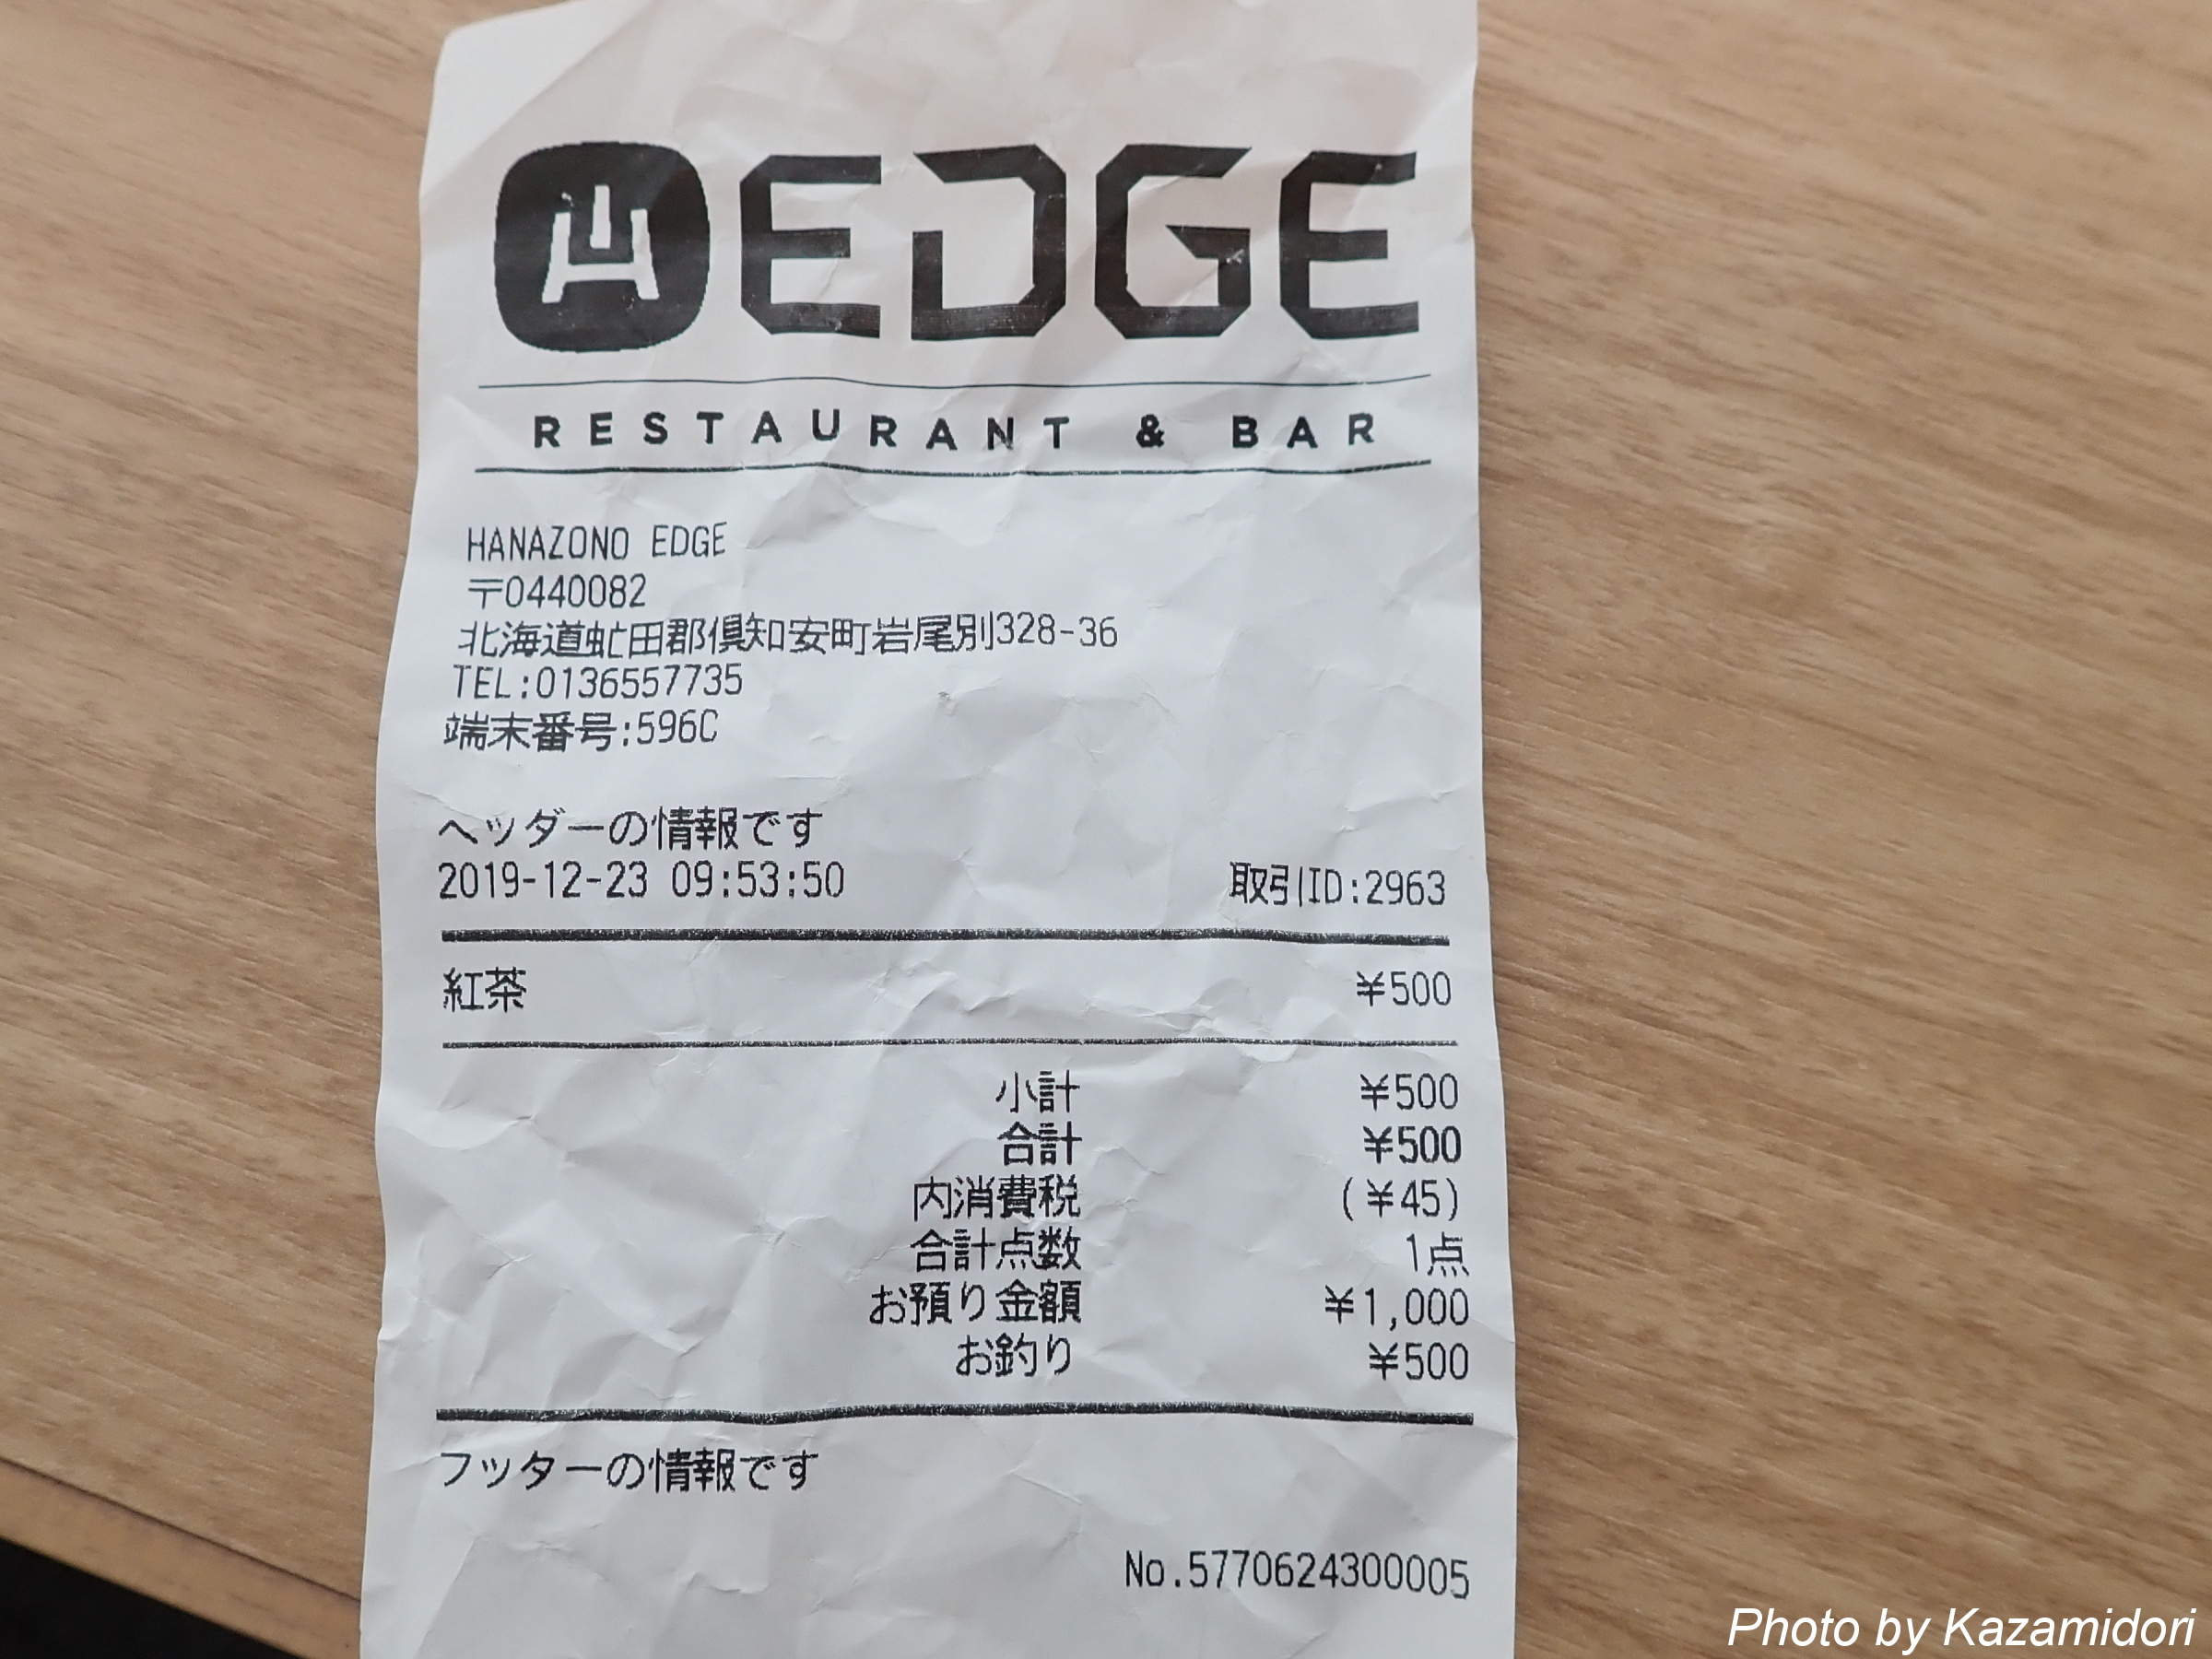 EDGE
RESTAURANT & BAR
HANAZONO EDGE
〒0440082
北海道虻田郡倶知安町岩尾別328-36
TEL:0136557735
端末番号:596C
ヘッダーの情報です
2019-12-23 09:53:50 取引ID:2963
紅茶 ¥500
小計 ¥500
合計 ¥500
内消費税 (¥45)
合計点数 1点
お預り金額 ¥1,000
お釣り ¥500
フッターの情報です
No.5770624300005
Photo by Kazamidori